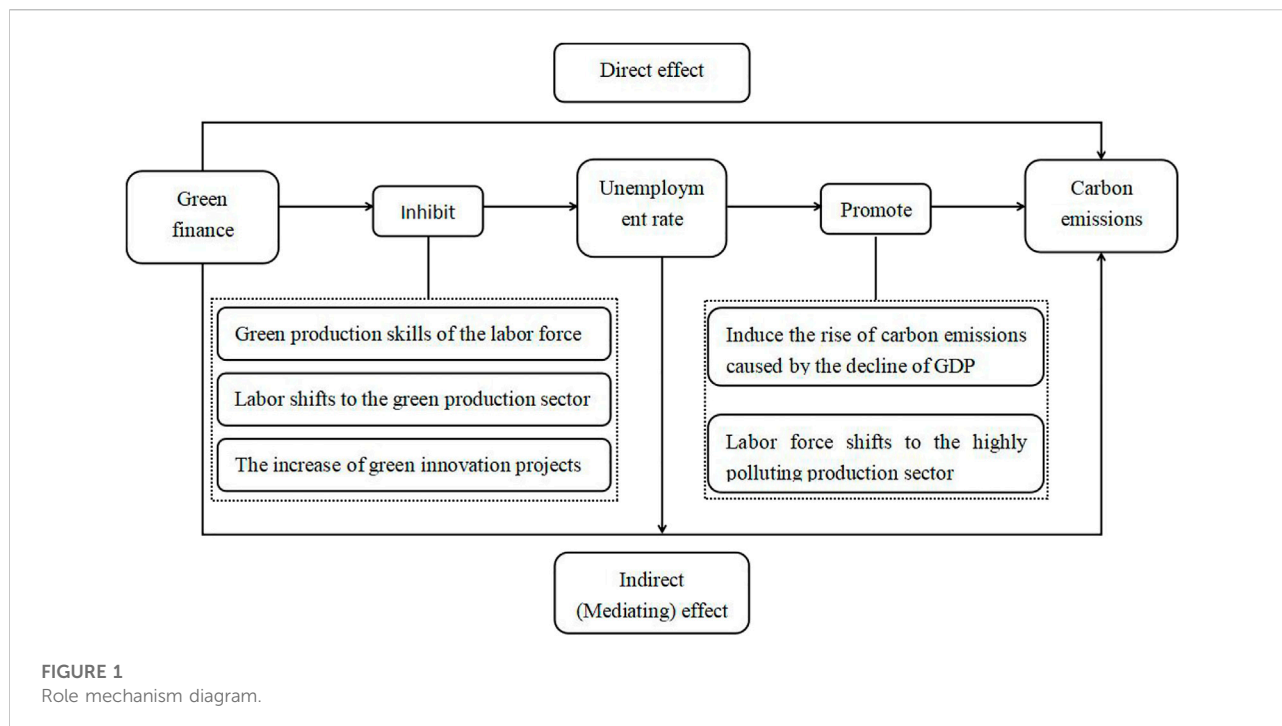 Direct effect
Green
finance
Inhibit
Unemploym
ent rate
Promote
Carbon
emissions
Green production skills of the labor force
Labor shifts to the green production sector
The increase of green innovation projects
Induce the rise of carbon emissions
caused by the decline of GDP
Labor force shifts to the highly
polluting production sector
Indirect
(Mediating) effect
FIGURE 1
Role mechanism diagram.